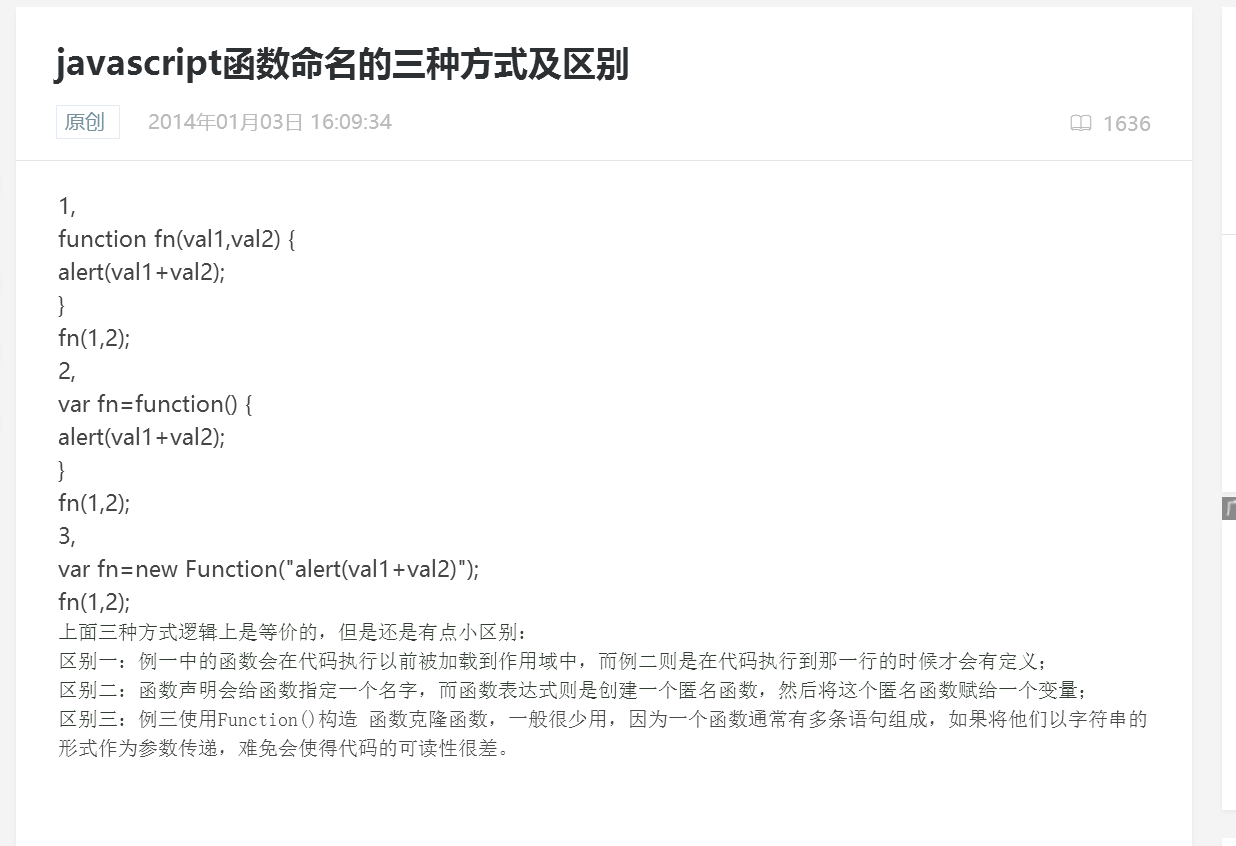 javascript函数命名的三种方式及区别
原创 2014年01月03日 16:09:34 1636
1,
function fn(val1,val2) {
alert(val1+val2);
}
fn(1,2);
2,
var fn=function() {
alert(val1+val2);
}
fn(1,2);
3,
var fn=new Function("alert(val1+val2)");
fn(1,2);
上面三种方式逻辑上是等价的，但是还是有点小区别：
区别一：例一中的函数会在代码执行以前被加载到作用域中，而例二则是在代码执行到那一行的时候才会有定义；
区别二：函数声明会给函数指定一个名字，而函数表达式则是创建一个匿名函数，然后将这个匿名函数赋给一个变量；
区别三：例三使用Function()构造 函数克隆函数，一般很少用，因为一个函数通常有多条语句组成，如果将他们以字符串的
形式作为参数传递，难免会使得代码的可读性很差。